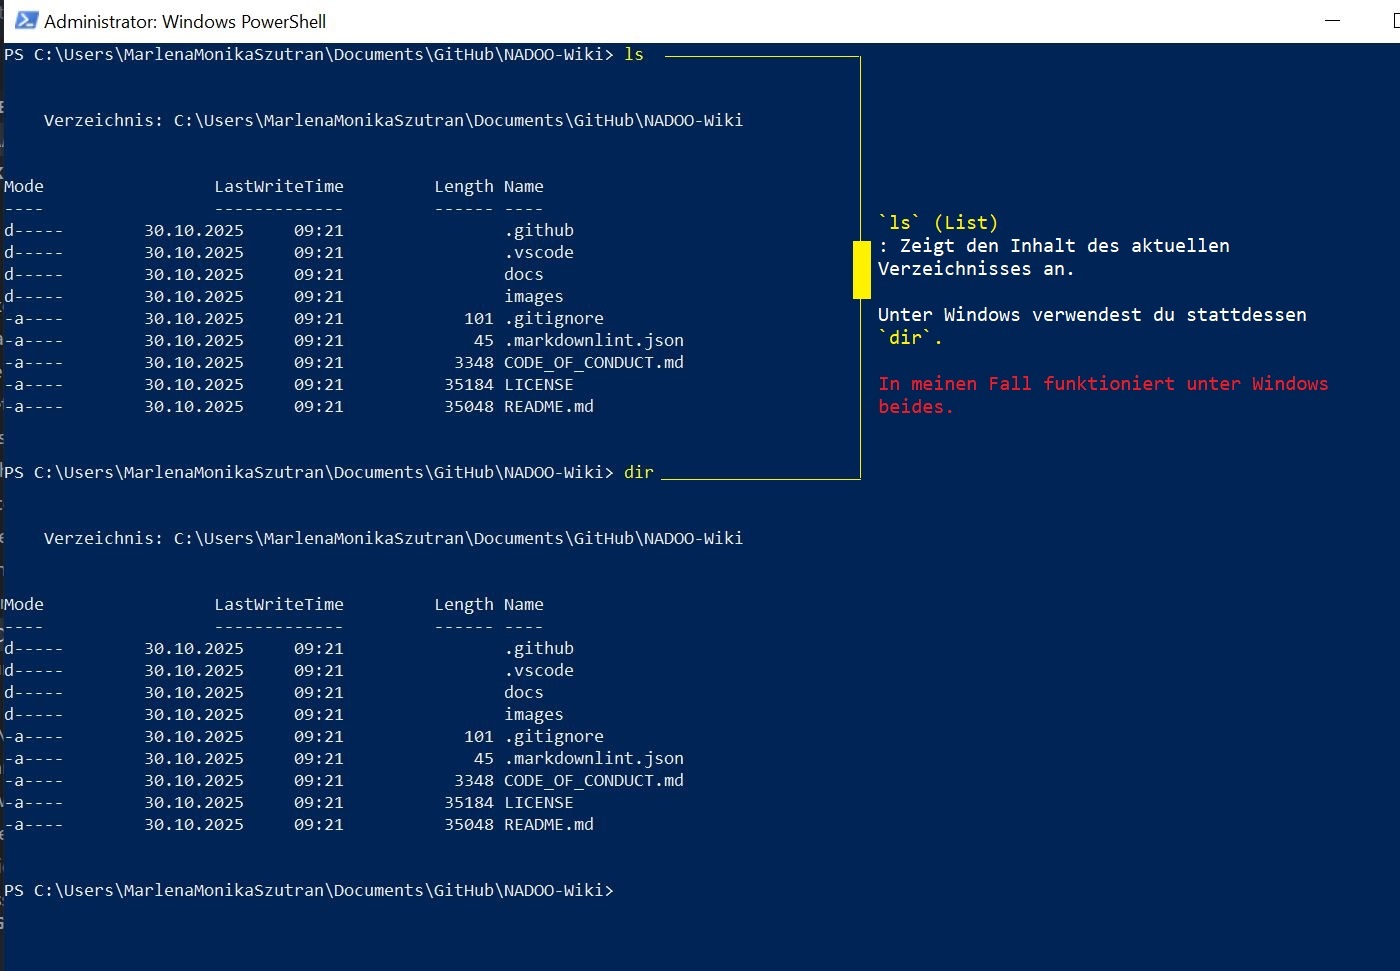 Administrator: Windows PowerShell
PS C:\Users\MarlenaMonikaSzutran\Documents\GitHub\NADOO-Wiki> ls
Verzeichnis: C:\Users\MarlenaMonikaSzutran\Documents\GitHub\NADOO-Wiki
Mode LastWriteTime Length Name
---- ------------- ------ ----
d----- 30.10.2025 09:21 .github
d----- 30.10.2025 09:21 .vscode
d----- 30.10.2025 09:21 docs
d----- 30.10.2025 09:21 images
-a---- 30.10.2025 09:21 101 .gitignore
-a---- 30.10.2025 09:21 45 .markdownlint.json
-a---- 30.10.2025 09:21 3348 CODE_OF_CONDUCT.md
-a---- 30.10.2025 09:21 35184 LICENSE
-a---- 30.10.2025 09:21 35048 README.md
`ls` (List)
: Zeigt den Inhalt des aktuellen
Verzeichnisses an.
Unter Windows verwendest du stattdessen
`dir`.
In meinen Fall funktioniert unter Windows
beides.
PS C:\Users\MarlenaMonikaSzutran\Documents\GitHub\NADOO-Wiki> dir
Verzeichnis: C:\Users\MarlenaMonikaSzutran\Documents\GitHub\NADOO-Wiki
Mode LastWriteTime Length Name
---- ------------- ------ ----
d----- 30.10.2025 09:21 .github
d----- 30.10.2025 09:21 .vscode
d----- 30.10.2025 09:21 docs
d----- 30.10.2025 09:21 images
-a---- 30.10.2025 09:21 101 .gitignore
-a---- 30.10.2025 09:21 45 .markdownlint.json
-a---- 30.10.2025 09:21 3348 CODE_OF_CONDUCT.md
-a---- 30.10.2025 09:21 35184 LICENSE
-a---- 30.10.2025 09:21 35048 README.md
PS C:\Users\MarlenaMonikaSzutran\Documents\GitHub\NADOO-Wiki>